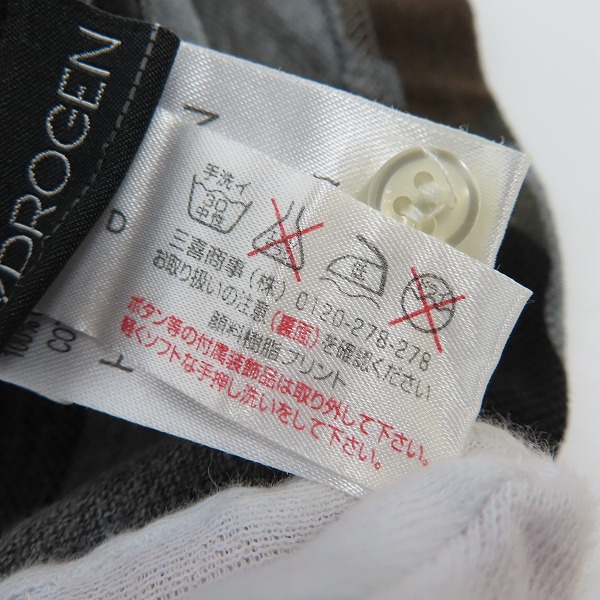 HYDROGEN
D
手洗イ
30
中性
三喜商事(株) 0120-278-278
お取り扱いの注意(裏面)を確認ください
顔料樹脂プリント
ボタン等の付属装飾品は取り外して下さい。
軽くソフトな手押し洗いをして下さい。
100%
CO